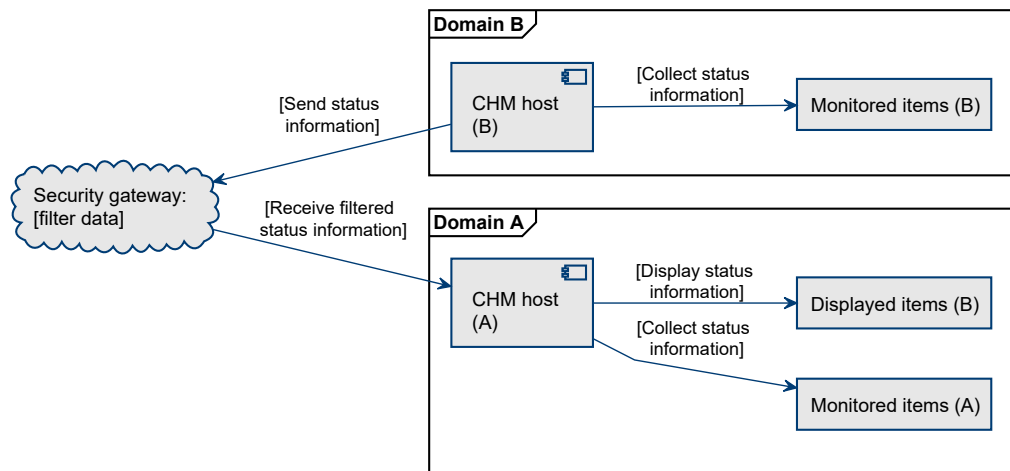 Domain B
CHM host
(B)
[Collect status
information]
Monitored items (B)
[Send status
information]
Security gateway:
[filter data]
[Receive filtered
status information]
Domain A
CHM host
(A)
[Display status
information]
Displayed items (B)
[Collect status
information]
Monitored items (A)